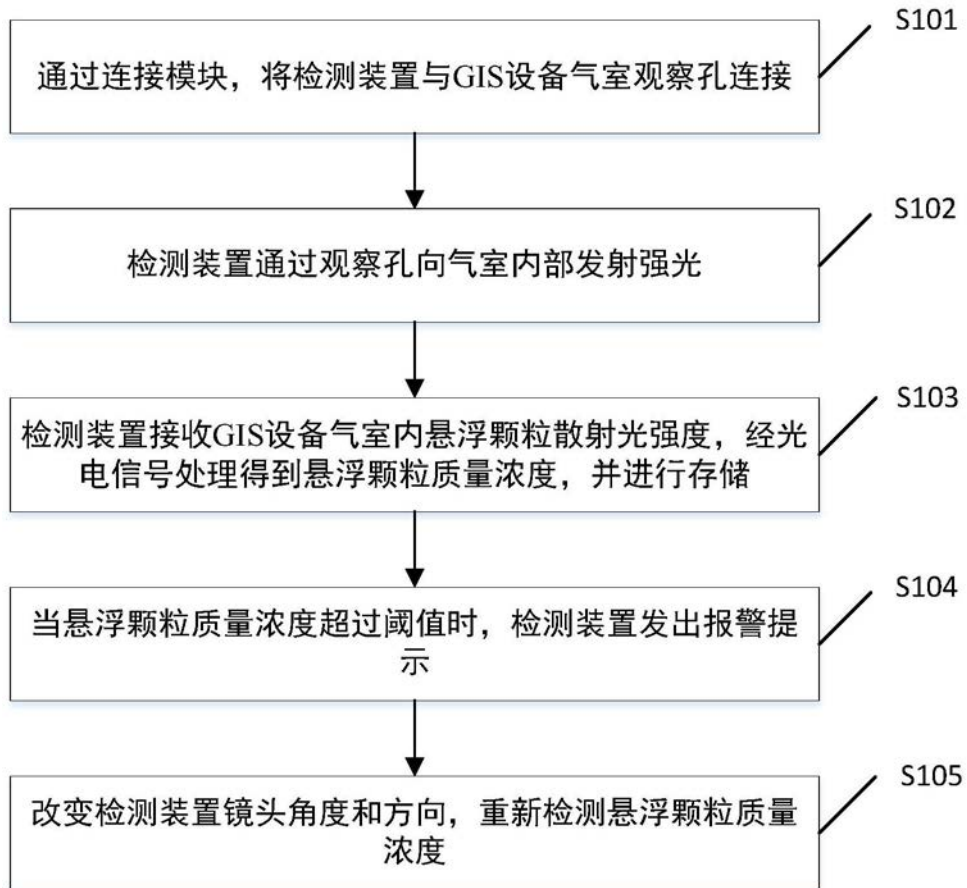 S101
通过连接模块，将检测装置与GIS设备气室观察孔连接
S102
检测装置通过观察孔向气室内部发射强光
S103
检测装置接收GIS设备气室内悬浮颗粒散射光强度，经光
电信号处理得到悬浮颗粒质量浓度，并进行存储
S104
当悬浮颗粒质量浓度超过阈值时，检测装置发出报警提
示
S105
改变检测装置镜头角度和方向，重新检测悬浮颗粒质量
浓度